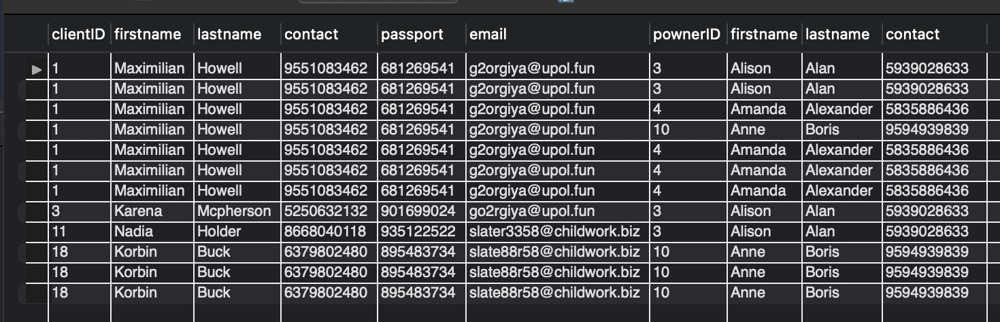 clientID firstname lastname contact passport email pownerID firstname lastname contact
1 Maximilian Howell 9551083462 681269541 g2orgiya@upol.fun 3 Alison Alan 5939028633
1 Maximilian Howell 9551083462 681269541 g2orgiya@upol.fun 3 Alison Alan 5939028633
1 Maximilian Howell 9551083462 681269541 g2orgiya@upol.fun 4 Amanda Alexander 5835886436
1 Maximilian Howell 9551083462 681269541 g2orgiya@upol.fun 10 Anne Boris 9594939839
1 Maximilian Howell 9551083462 681269541 g2orgiya@upol.fun 4 Amanda Alexander 5835886436
1 Maximilian Howell 9551083462 681269541 g2orgiya@upol.fun 4 Amanda Alexander 5835886436
1 Maximilian Howell 9551083462 681269541 g2orgiya@upol.fun 4 Amanda Alexander 5835886436
3 Karena Mcpherson 5250632132 901699024 go2rgiya@upol.fun 3 Alison Alan 5939028633
11 Nadia Holder 8668040118 935122522 slater3358@childwork.biz 3 Alison Alan 5939028633
18 Korbin Buck 6379802480 895483734 slate88r58@childwork.biz 10 Anne Boris 9594939839
18 Korbin Buck 6379802480 895483734 slate88r58@childwork.biz 10 Anne Boris 9594939839
18 Korbin Buck 6379802480 895483734 slate88r58@childwork.biz 10 Anne Boris 9594939839